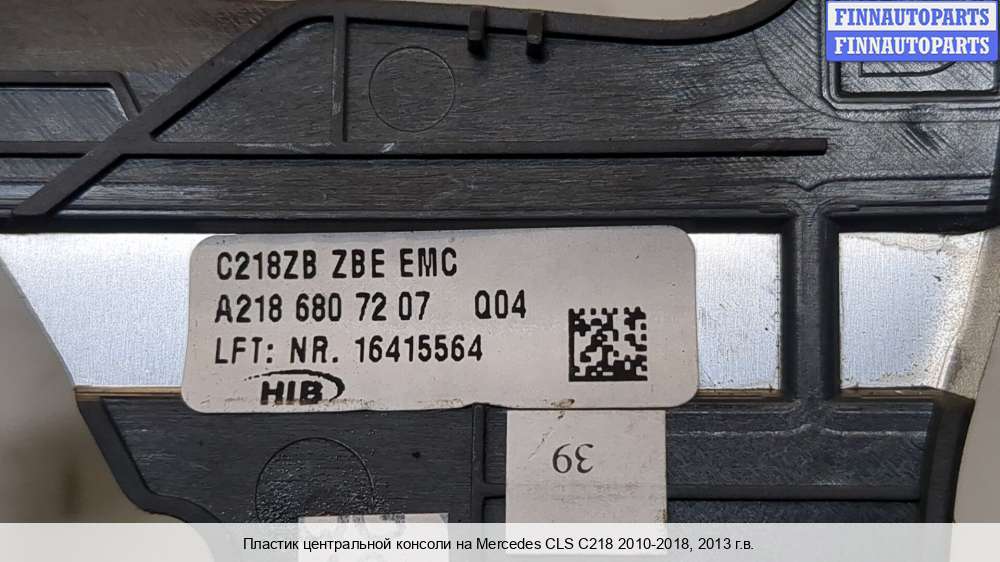 FINNAUTOPARTS
FINNAUTOPARTS
C218ZB ZBE EMC
A218 680 72 07 Q04
LFT: NR. 16415564
HIB
39
Пластик центральной консоли на Mercedes CLS C218 2010-2018, 2013 г.в.